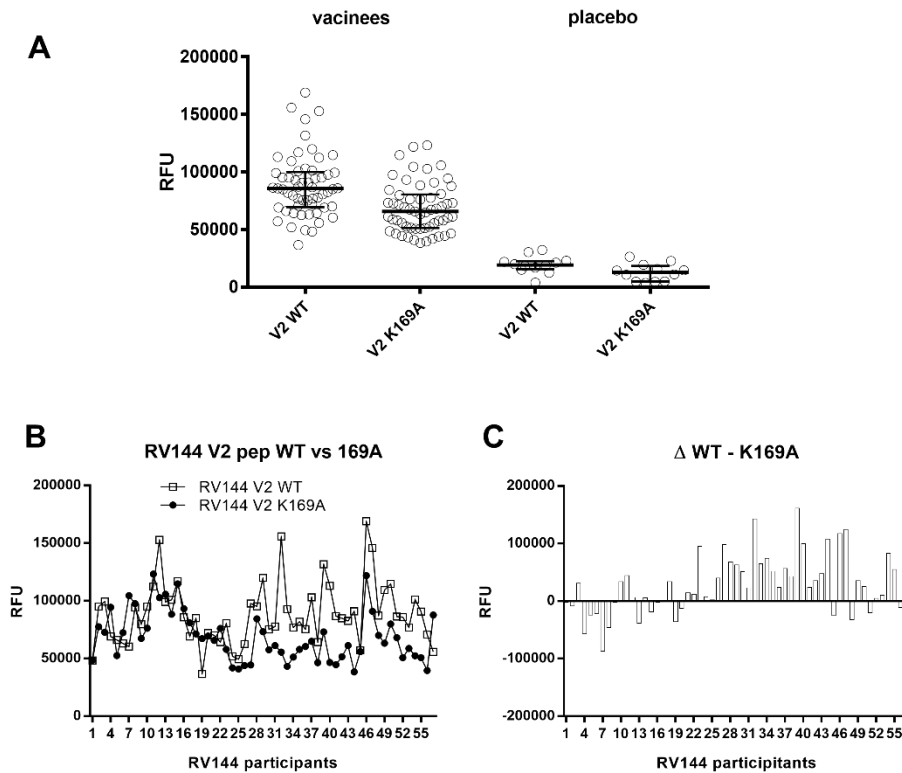 vacinees placebo
A
200000
150000
100000
50000
0
RFU
V2 WT
V2 K169A
V2 WT
V2 K169A
B
RV144 V2 pep WT vs 169A
200000
150000
100000
50000
0
RFU
RV144 V2 WT
RV144 V2 K169A
1 4 7 10 13 16 19 22 25 28 31 34 37 40 43 46 49 52 55
RV144 participants
C
Δ WT - K169A
200000
100000
0
-100000
-200000
RFU
1 4 7 10 13 16 19 22 25 28 31 34 37 40 43 46 49 52 55
RV144 particpitants